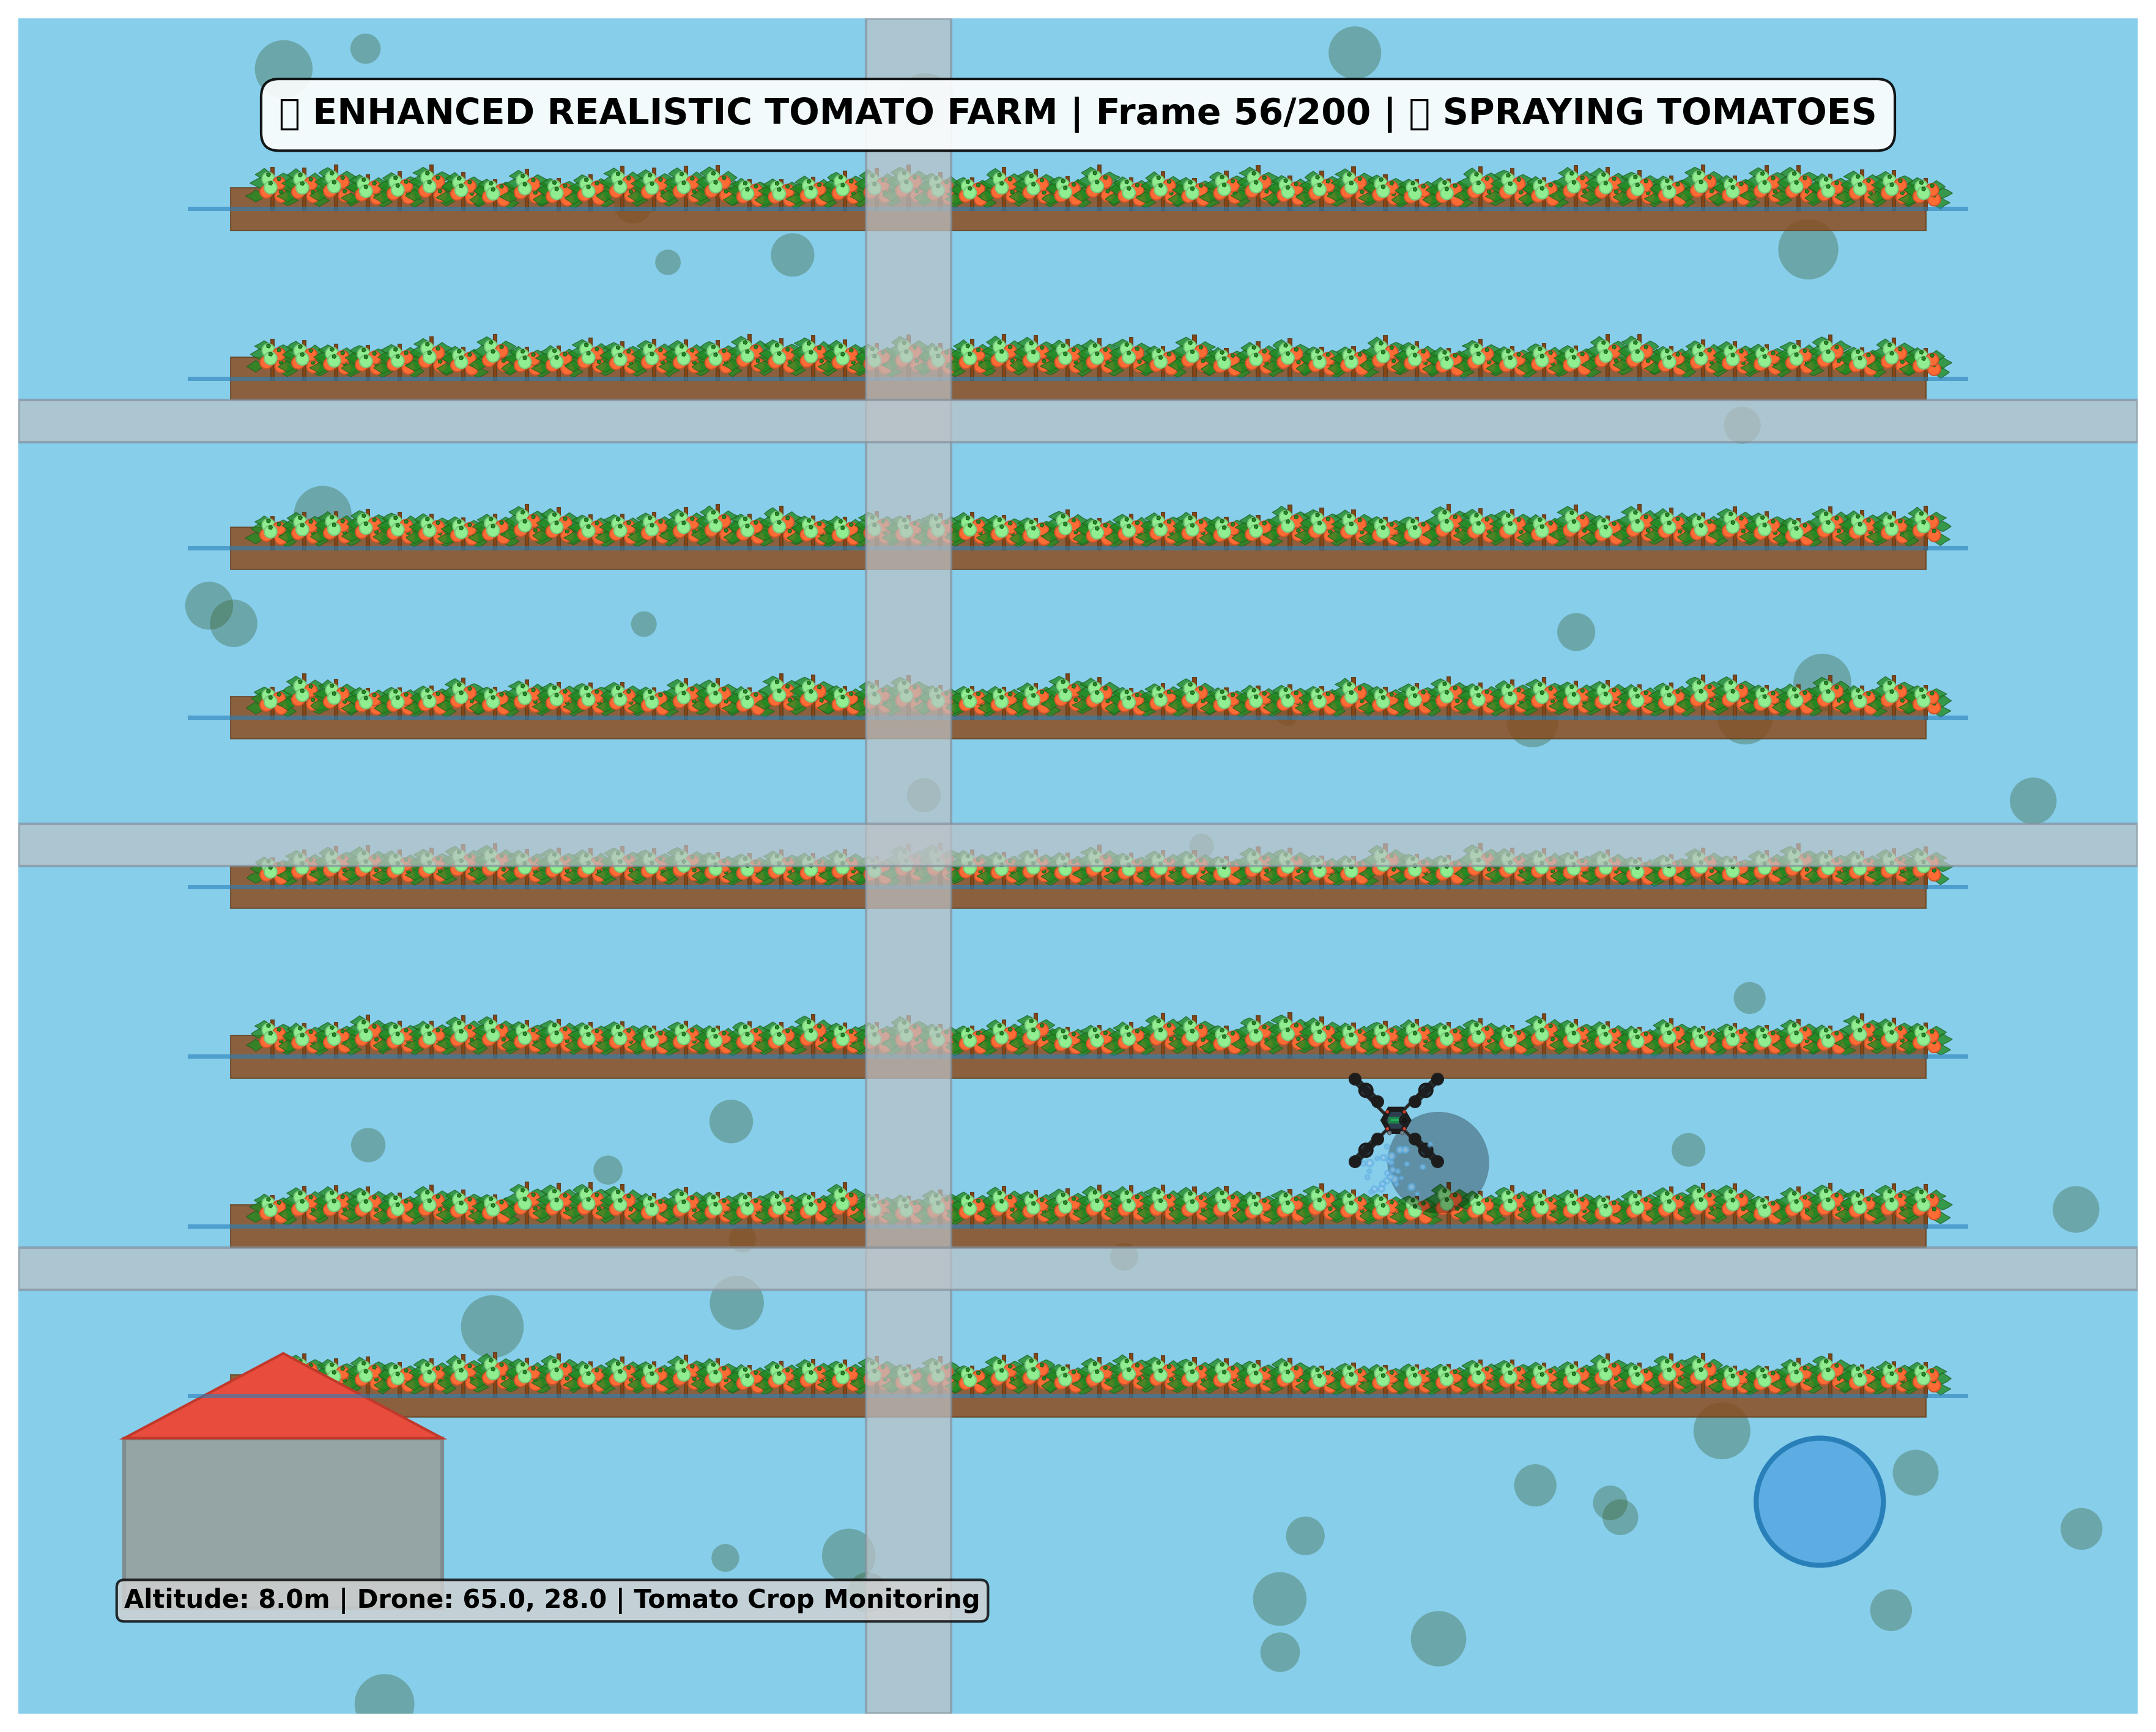 ▯ ENHANCED REALISTIC TOMATO FARM | Frame 56/200 | ▯ SPRAYING TOMATOES
Altitude: 8.0m | Drone: 65.0, 28.0 | Tomato Crop Monitoring